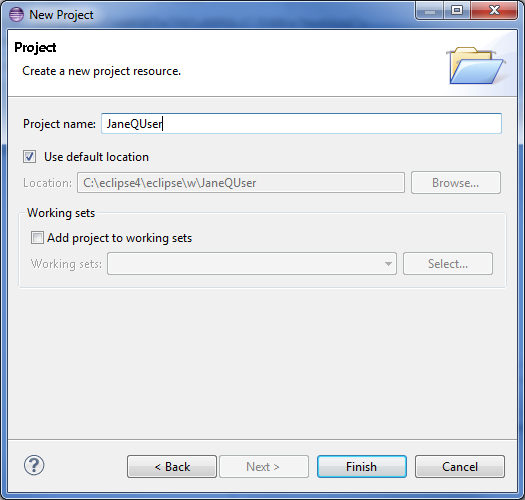 New Project
Project
Create a new project resource.
Project name: JaneQUser
Use default location
Location: C:\eclipse4\eclipse\w\JaneQUser Browse...
Working sets
Add project to working sets
Working sets: Select...
? < Back Next > Finish Cancel